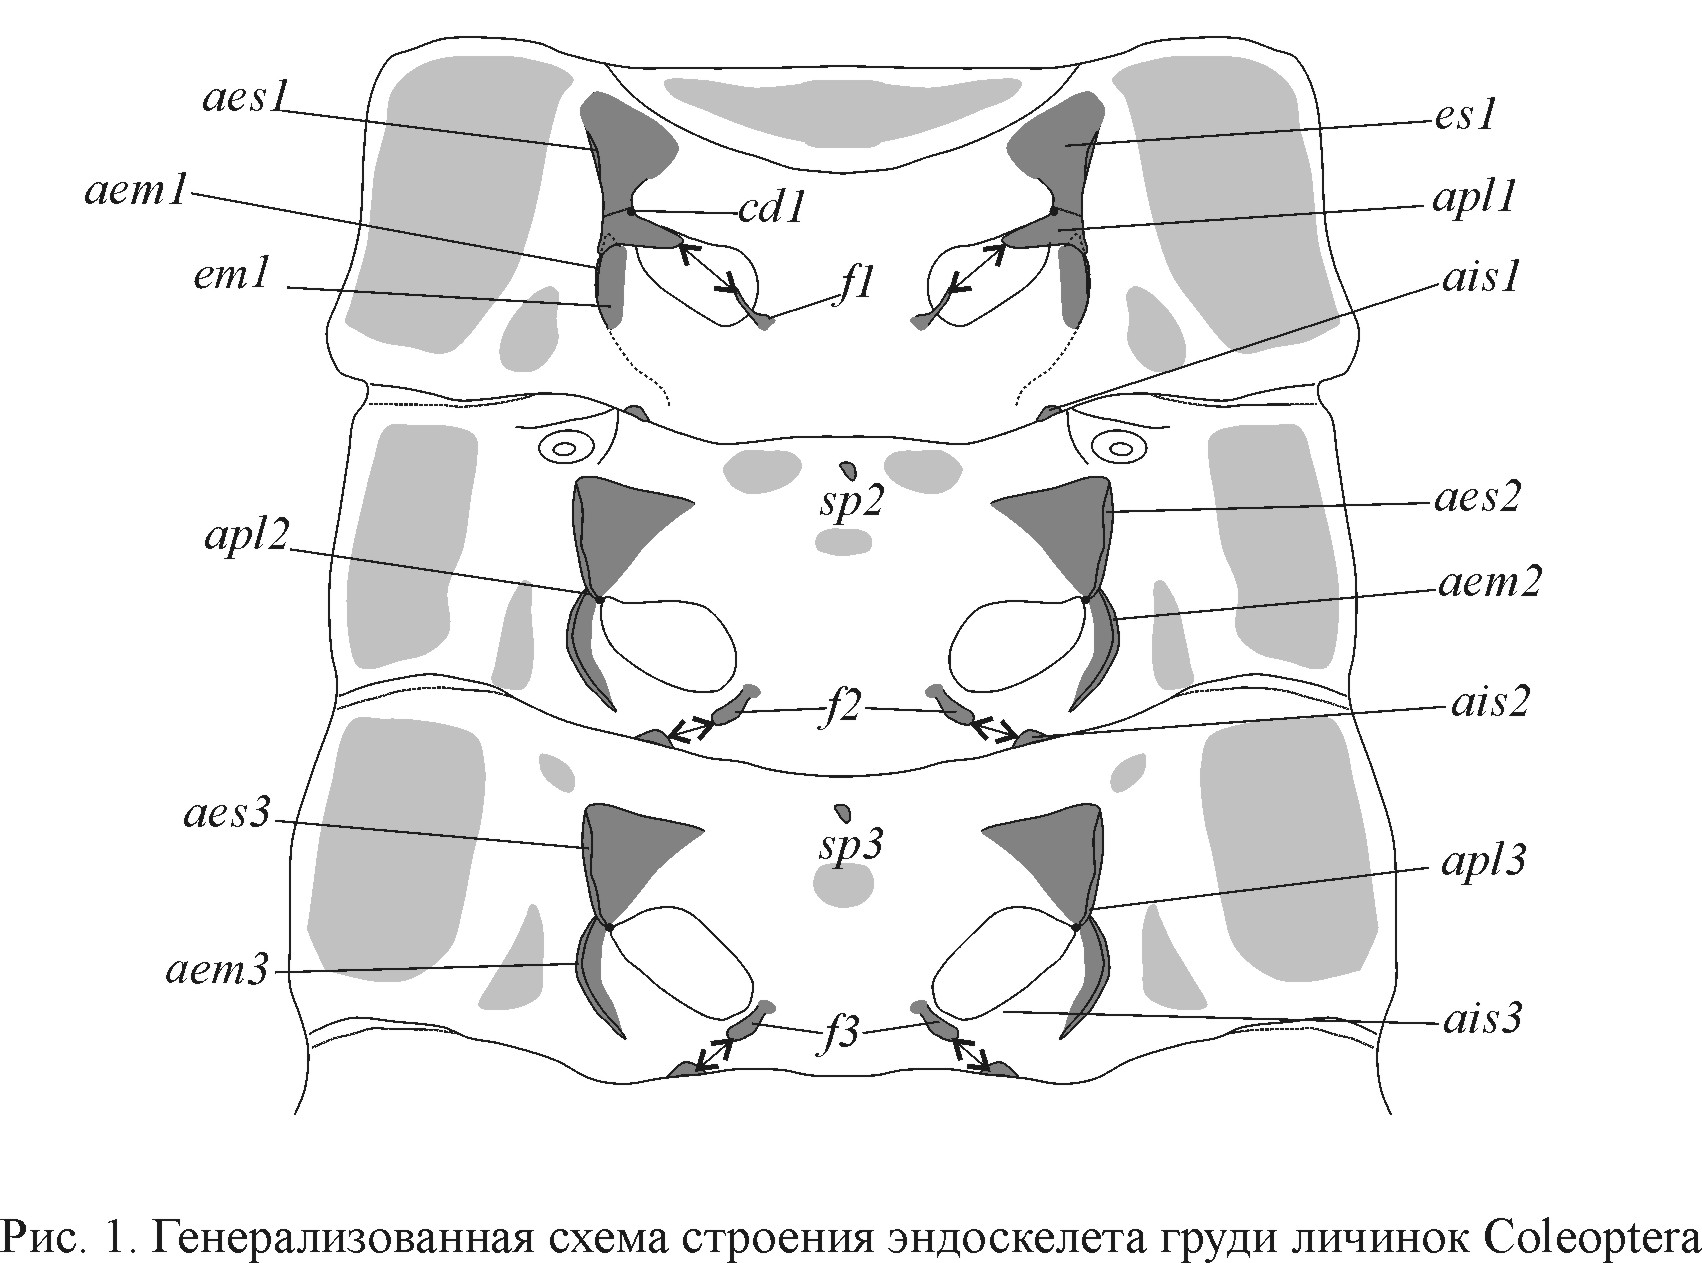 aes1
es1
aem1
apl1
cd1
em1
f1
ais1
sp2
aes2
apl2
aem2
f2
ais2
aes3
sp3
apl3
aem3
f3
ais3
Рис. 1. Генерализованная схема строения эндоскелета груди личинок Coleoptera